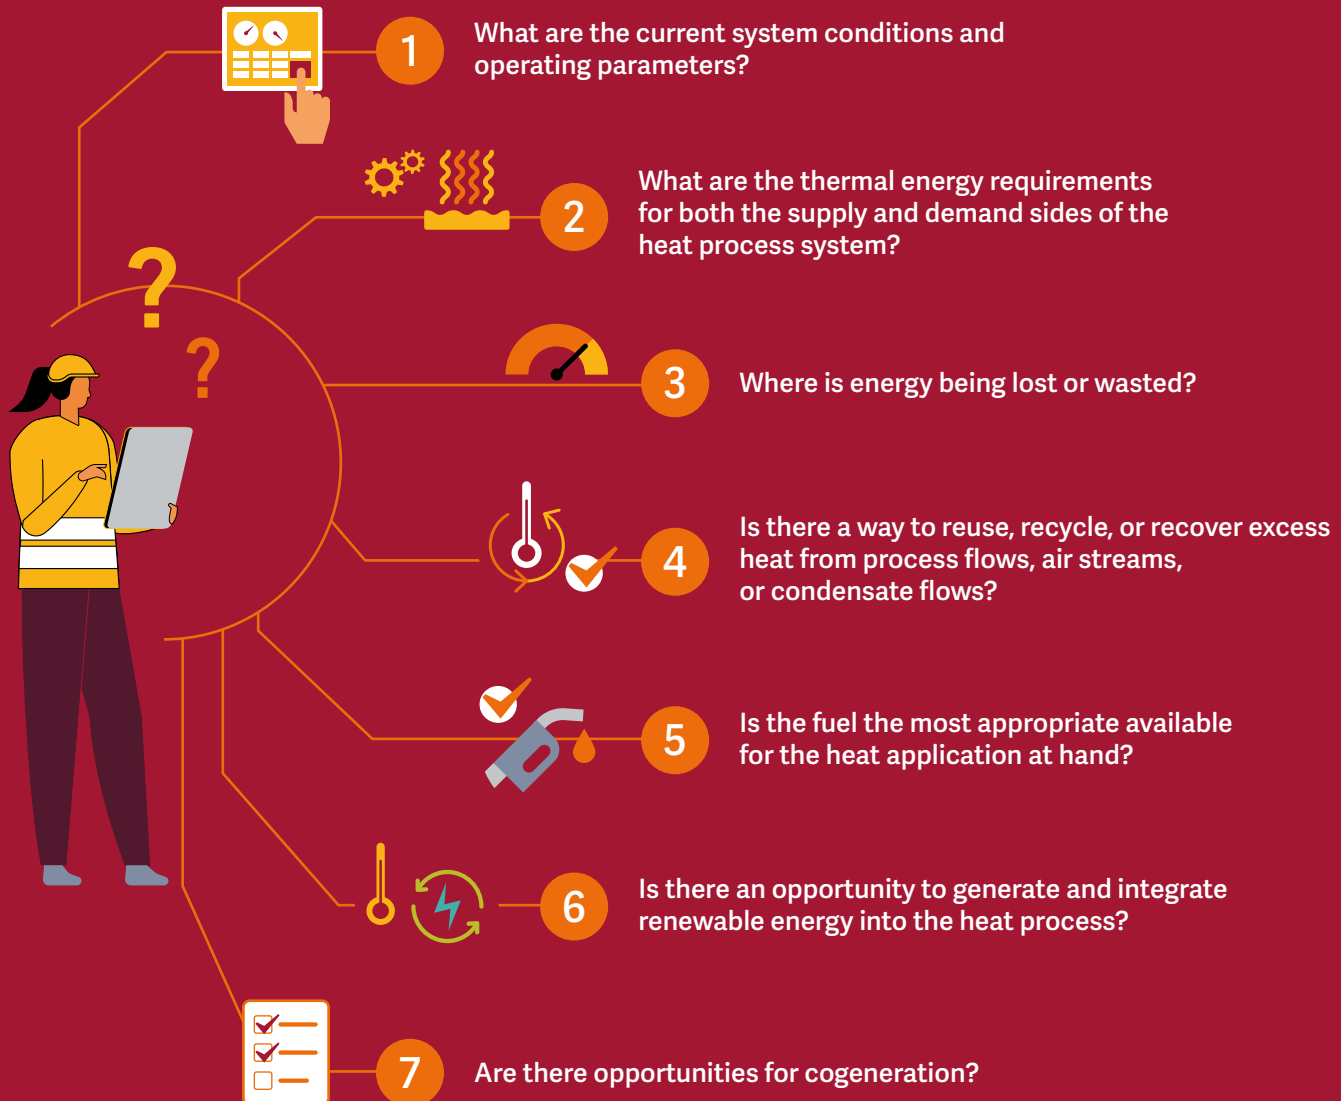 1
What are the current system conditions and
operating parameters?
2
What are the thermal energy requirements
for both the supply and demand sides of the
heat process system?
?
?
3
Where is energy being lost or wasted?
4
Is there a way to reuse, recycle, or recover excess
heat from process flows, air streams,
or condensate flows?
5
Is the fuel the most appropriate available
for the heat application at hand?
6
Is there an opportunity to generate and integrate
renewable energy into the heat process?
7
Are there opportunities for cogeneration?